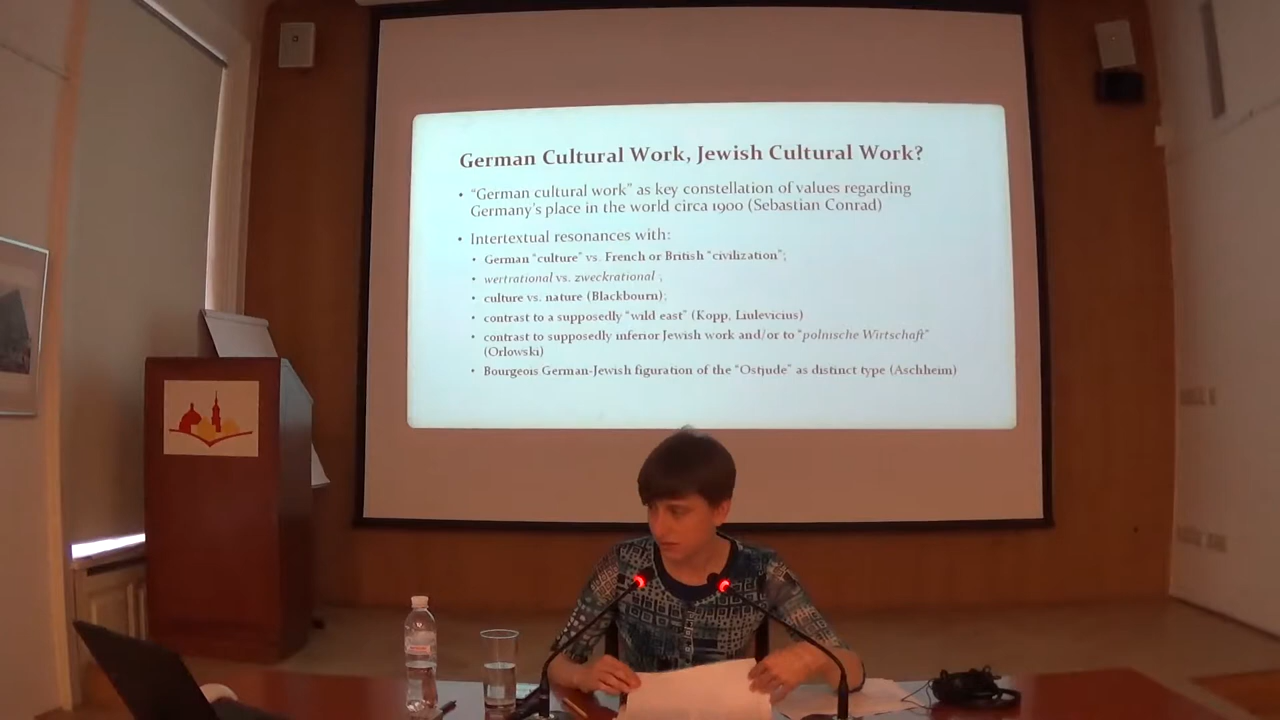 German Cultural Work, Jewish Cultural Work?
• “German cultural work” as key constellation of values regarding
Germany’s place in the world circa 1900 (Sebastian Conrad)
• Intertextual resonances with:
• German “culture” vs. French or British “civilization”;
• wertrational vs. zweckrational ;
• culture vs. nature (Blackbourn);
• contrast to a supposedly “wild east” (Kopp, Liulevicius)
• contrast to supposedly inferior Jewish work and/or to “polnische Wirtschaft”
(Orlowski)
• Bourgeois German-Jewish figuration of the “Ostjude” as distinct type (Aschheim)